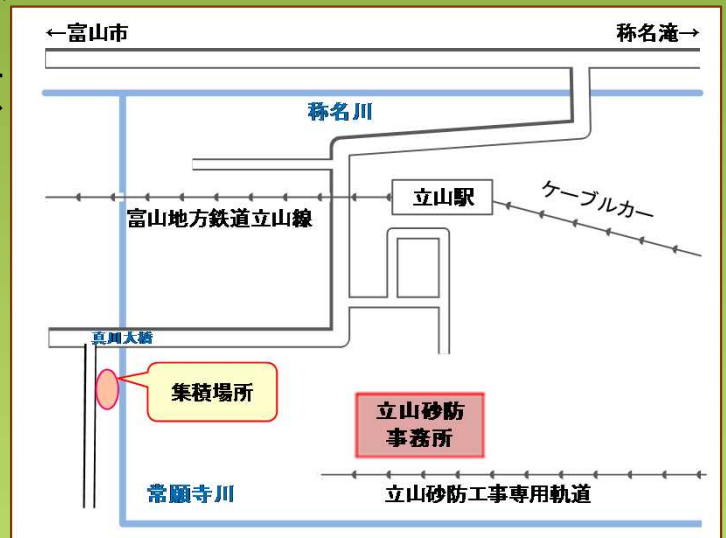 ←富山市
称名滝→
称名川
立山駅
ケーブルカー
富山地方鉄道立山線
真川大橋
集積場所
立山砂防
事務所
常願寺川
立山砂防工事専用軌道